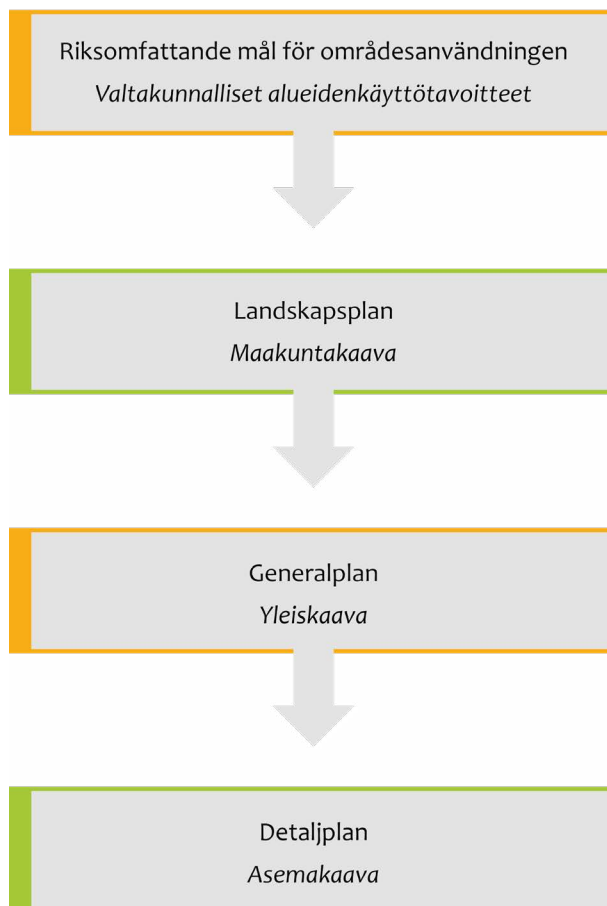 Riksomfattande mål för områdesanvändningen
Valtakunnalliset alueidenkäyttötavoitteet
Landskapsplan
Maakuntakaava
Generalplan
Yleiskaava
Detaljplan
Asemakaava